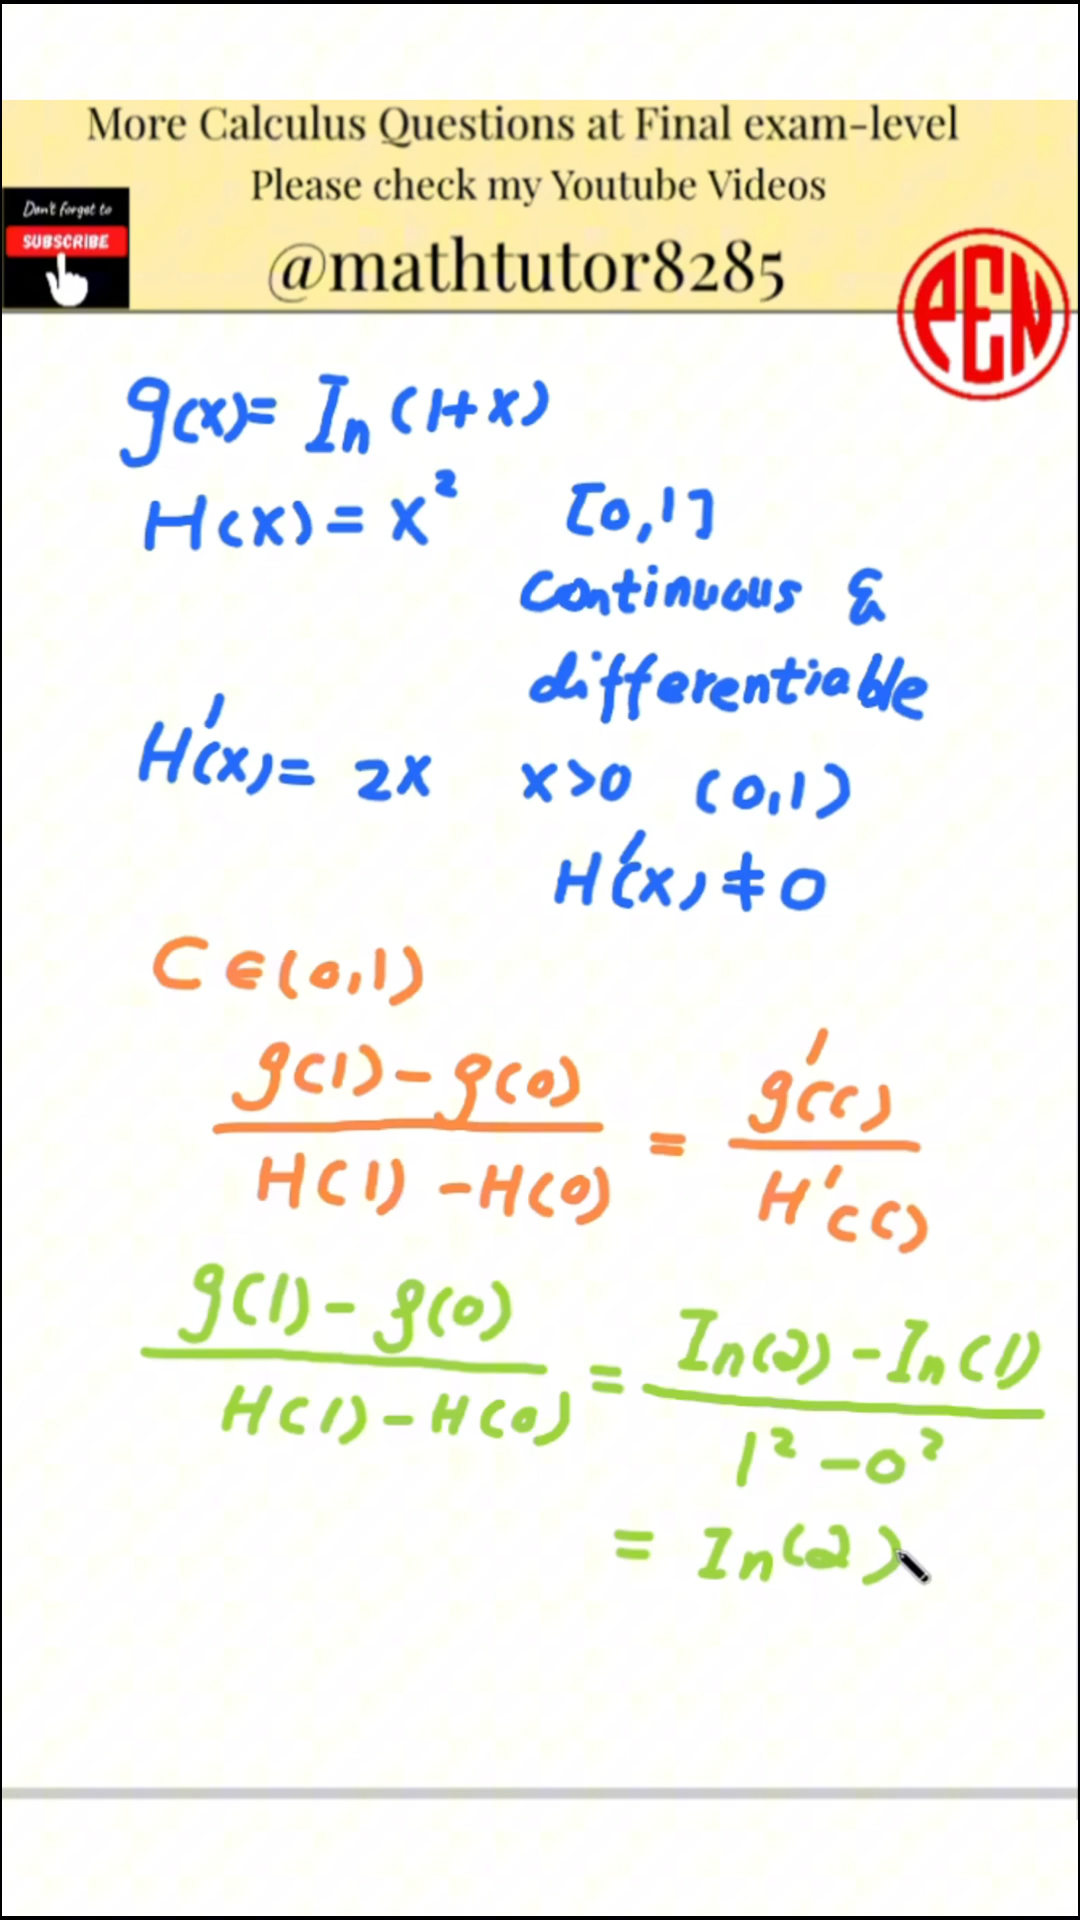 More Calculus Questions at Final exam-level
Please check my Youtube Videos
Don't forget to
SUBSCRIBE
@mathtutor8285
PEN
g(x)= In (1+x)
H(x) = x² [0,1]
continuous &
differentiable
H'(x)= 2x x>0 (0,1)
H'(x) ≠ 0
C ∈ (0,1)
g(1) - g(0) / H(1) - H(0) = g'(c) / H'(c)
g(1) - g(0) / H(1) - H(0) = In(2) - In(1) / 1² - 0²
= In(2)